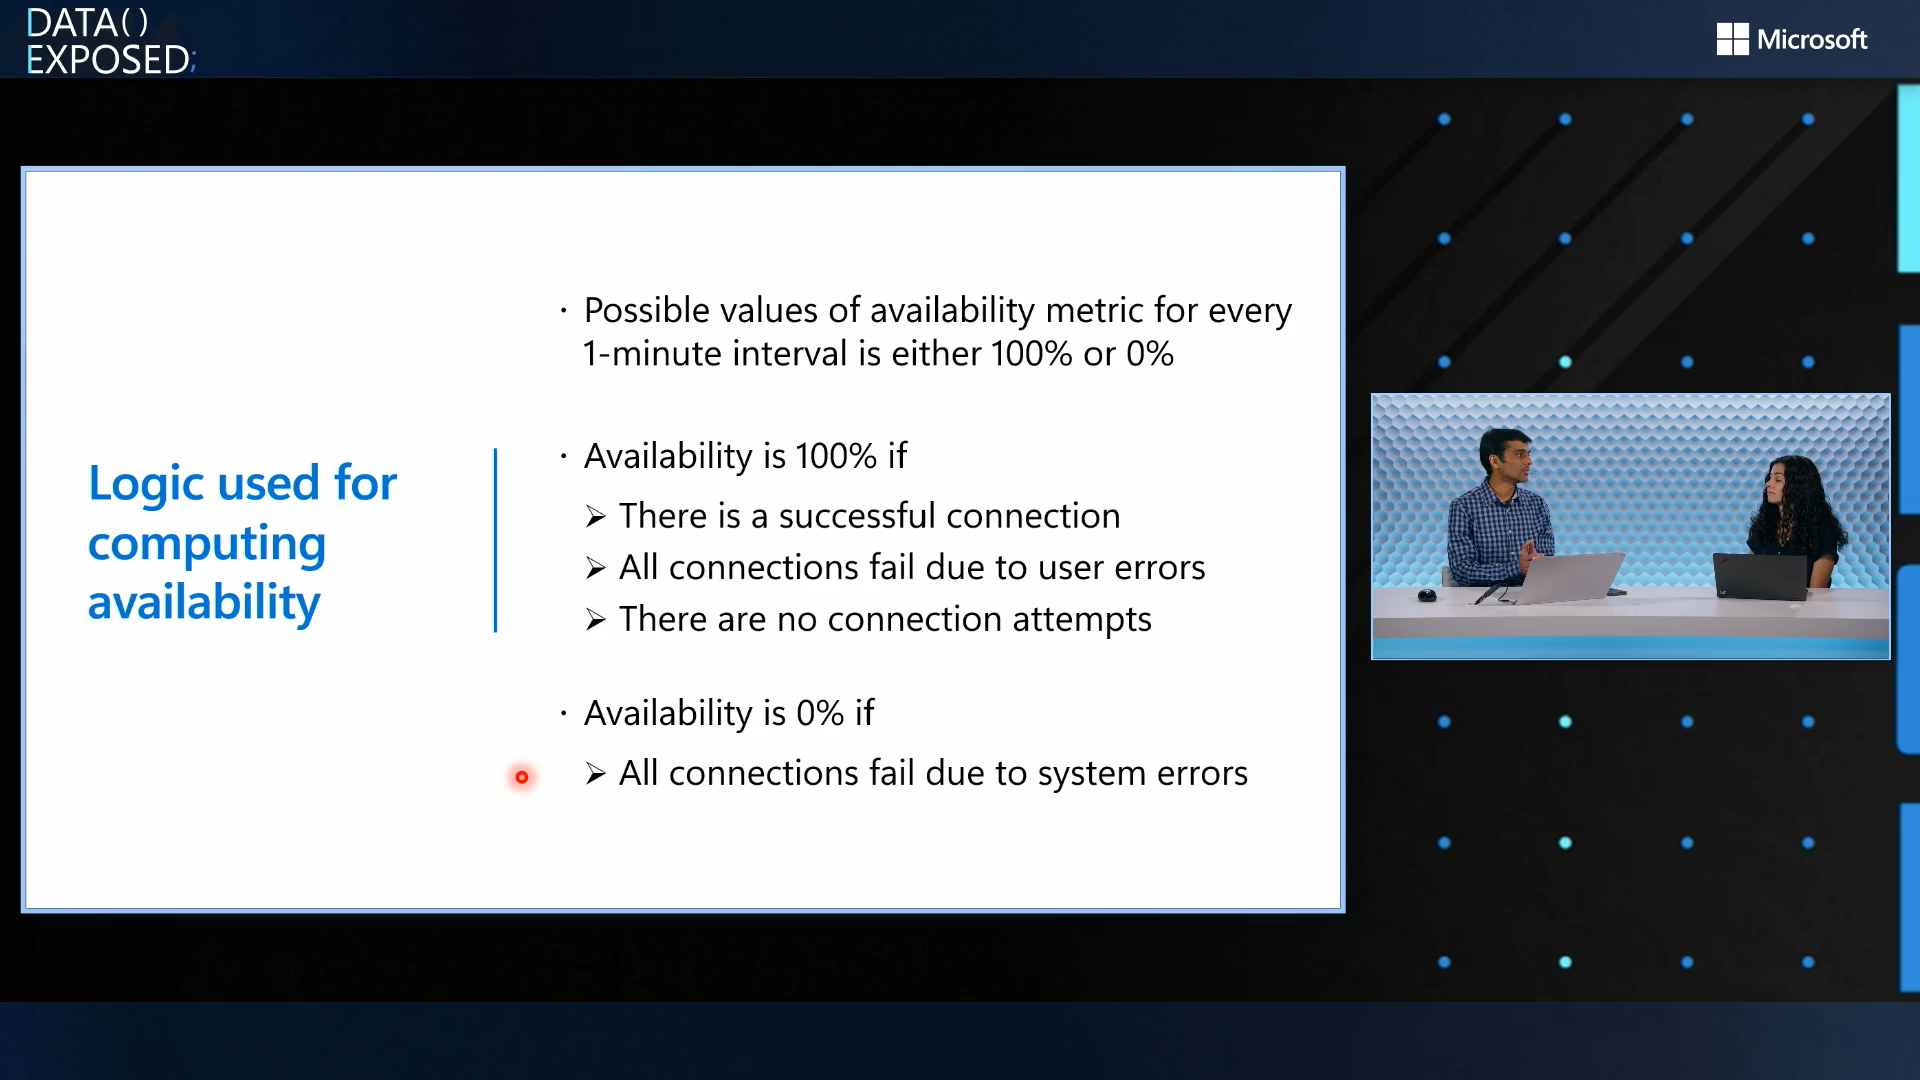 DATA()
EXPOSED;
Microsoft
Logic used for
computing
availability
· Possible values of availability metric for every
1-minute interval is either 100% or 0%
· Availability is 100% if
➢ There is a successful connection
➢ All connections fail due to user errors
➢ There are no connection attempts
· Availability is 0% if
➢ All connections fail due to system errors